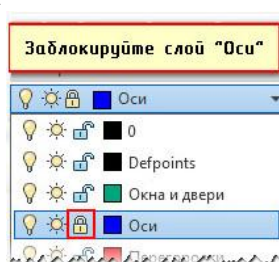 Заблокируйте слой "Оси"
Оси
0
Defpoints
Окна и двери
Оси